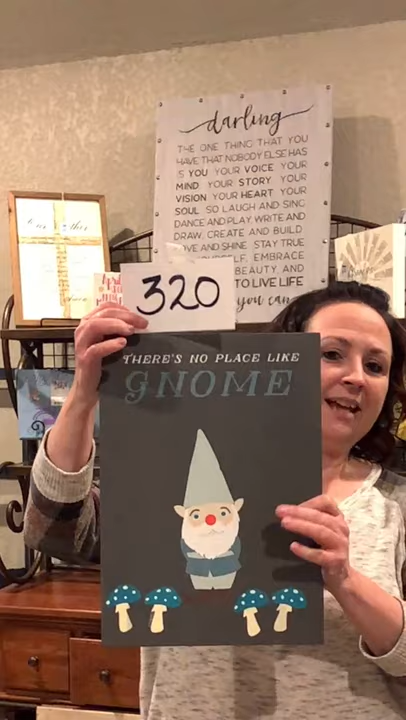 darling
THE ONE THING THAT YOU
HAVE THAT NOBODY ELSE HAS
IS YOU YOUR VOICE YOUR
MIND YOUR STORY YOUR
VISION YOUR HEART YOUR
SOUL SO LAUGH AND SING
DANCE AND PLAY WRITE AND
DRAW, CREATE AND BUILD
LOVE AND SHINE STAY TRUE
YOURSELF, EMBRACE
BEAUTY, AND
TO LIVE LIFE
you can
320
THERE'S NO PLACE LIKE
GNOME